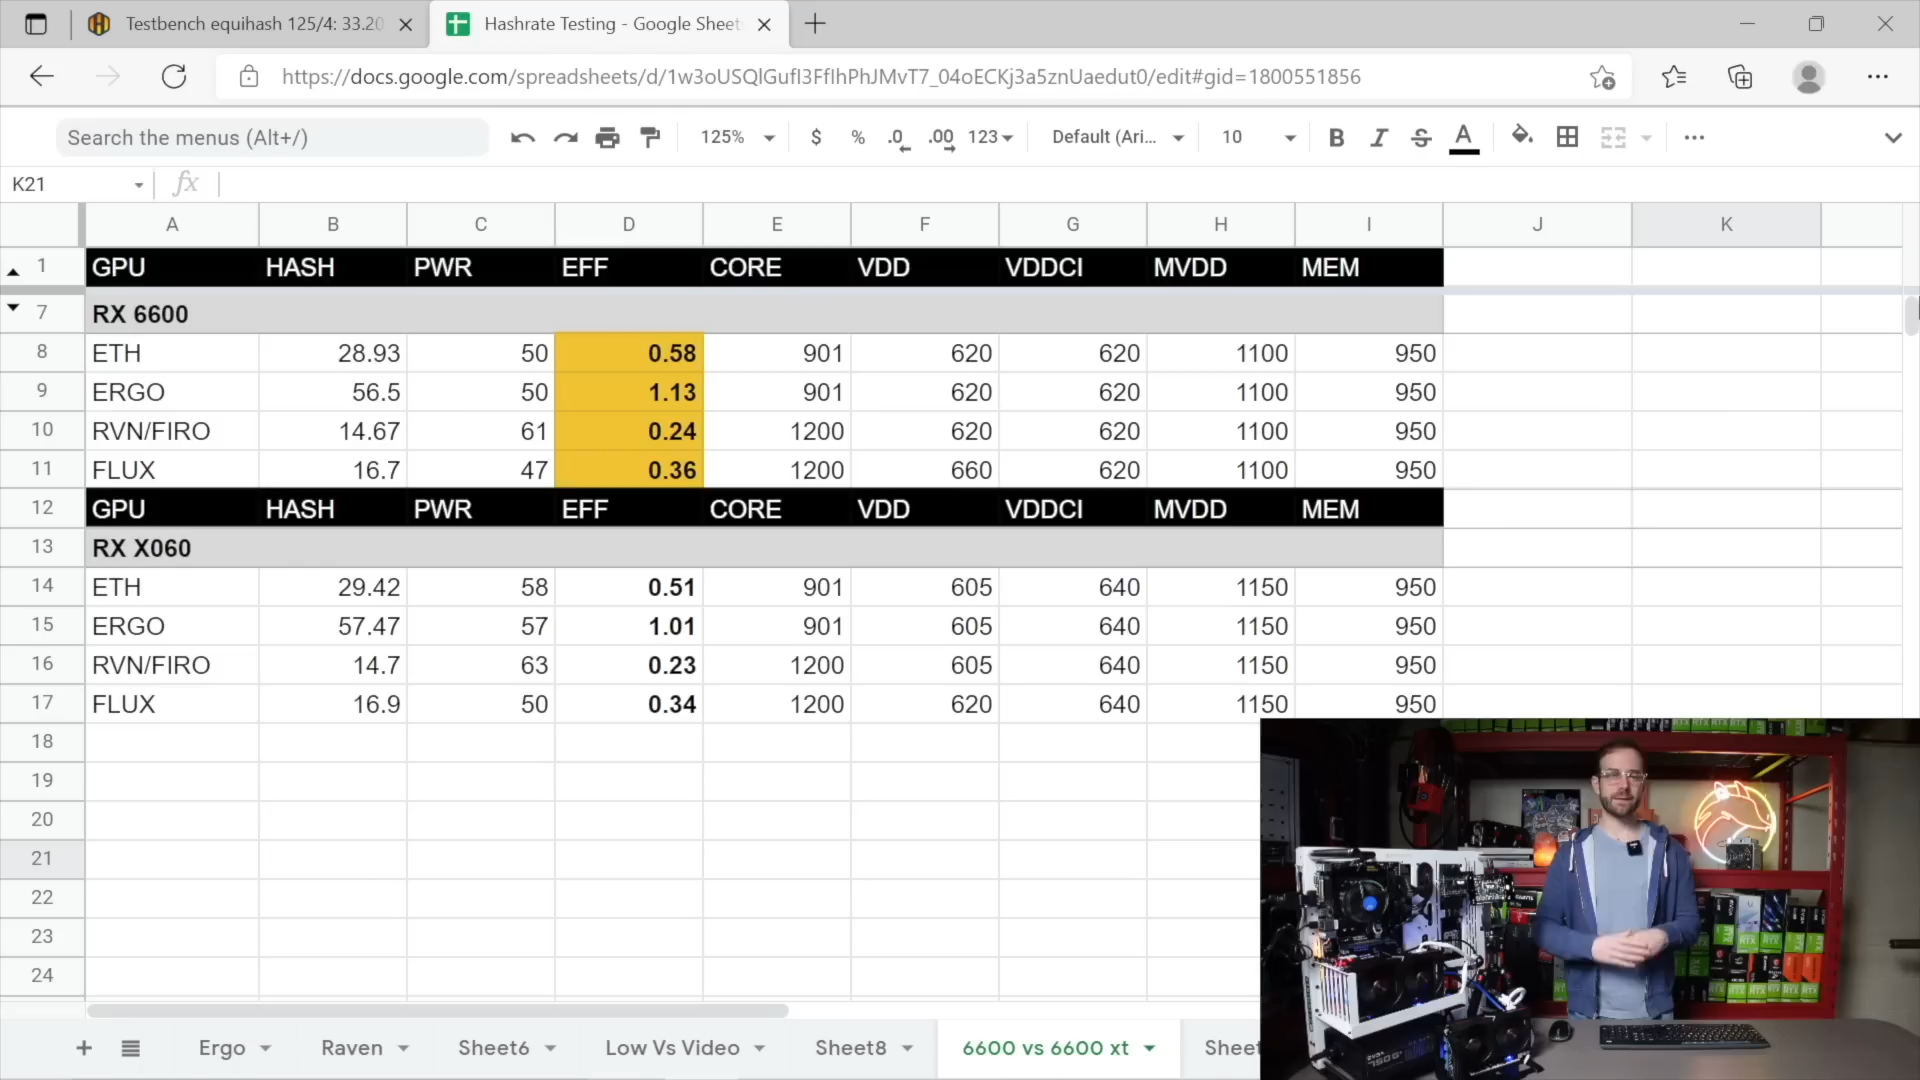 Testbench equihash 125/4: 33.20
Hashrate Testing - Google Sheet
https://docs.google.com/spreadsheets/d/1w3oUSQlGufI3FfIhPhJMvT7_04oECKj3a5znUaedut0/edit#gid=1800551856
Search the menus (Alt+/) 125% $ % .0 .00 123 Default (Ari... 10 B I S A
K21 fx
A B C D E F G H I J K
1 GPU HASH PWR EFF CORE VDD VDDCI MVDD MEM
7 RX 6600
8 ETH 28.93 50 0.58 901 620 620 1100 950
9 ERGO 56.5 50 1.13 901 620 620 1100 950
10 RVN/FIRO 14.67 61 0.24 1200 620 620 1100 950
11 FLUX 16.7 47 0.36 1200 660 620 1100 950
12 GPU HASH PWR EFF CORE VDD VDDCI MVDD MEM
13 RX X060
14 ETH 29.42 58 0.51 901 605 640 1150 950
15 ERGO 57.47 57 1.01 901 605 640 1150 950
16 RVN/FIRO 14.7 63 0.23 1200 605 640 1150 950
17 FLUX 16.9 50 0.34 1200 620 640 1150 950
18
19
20
21
22
23
24
Ergo Raven Sheet6 Low Vs Video Sheet8 6600 vs 6600 xt Sheet